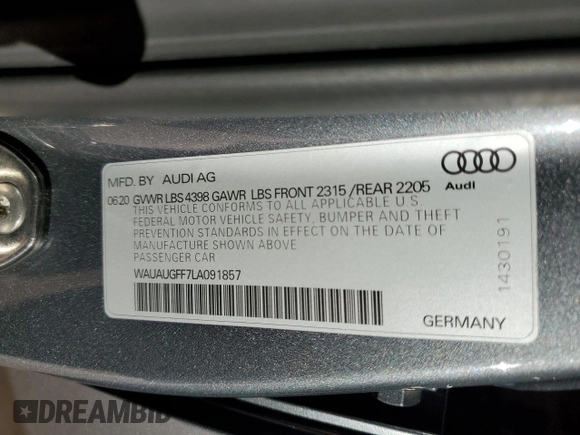 MFD. BY AUDI AG
0620 GVWR LBS 4398 GAWR LBS FRONT 2315 /REAR 2205
Audi
THIS VEHICLE CONFORMS TO ALL APPLICABLE U.S.
FEDERAL MOTOR VEHICLE SAFETY, BUMPER AND THEFT
PREVENTION STANDARDS IN EFFECT ON THE DATE OF
MANUFACTURE SHOWN ABOVE
PASSENGER CAR
WAUAUGFF7LA091857
1430191
GERMANY
DREAMBID